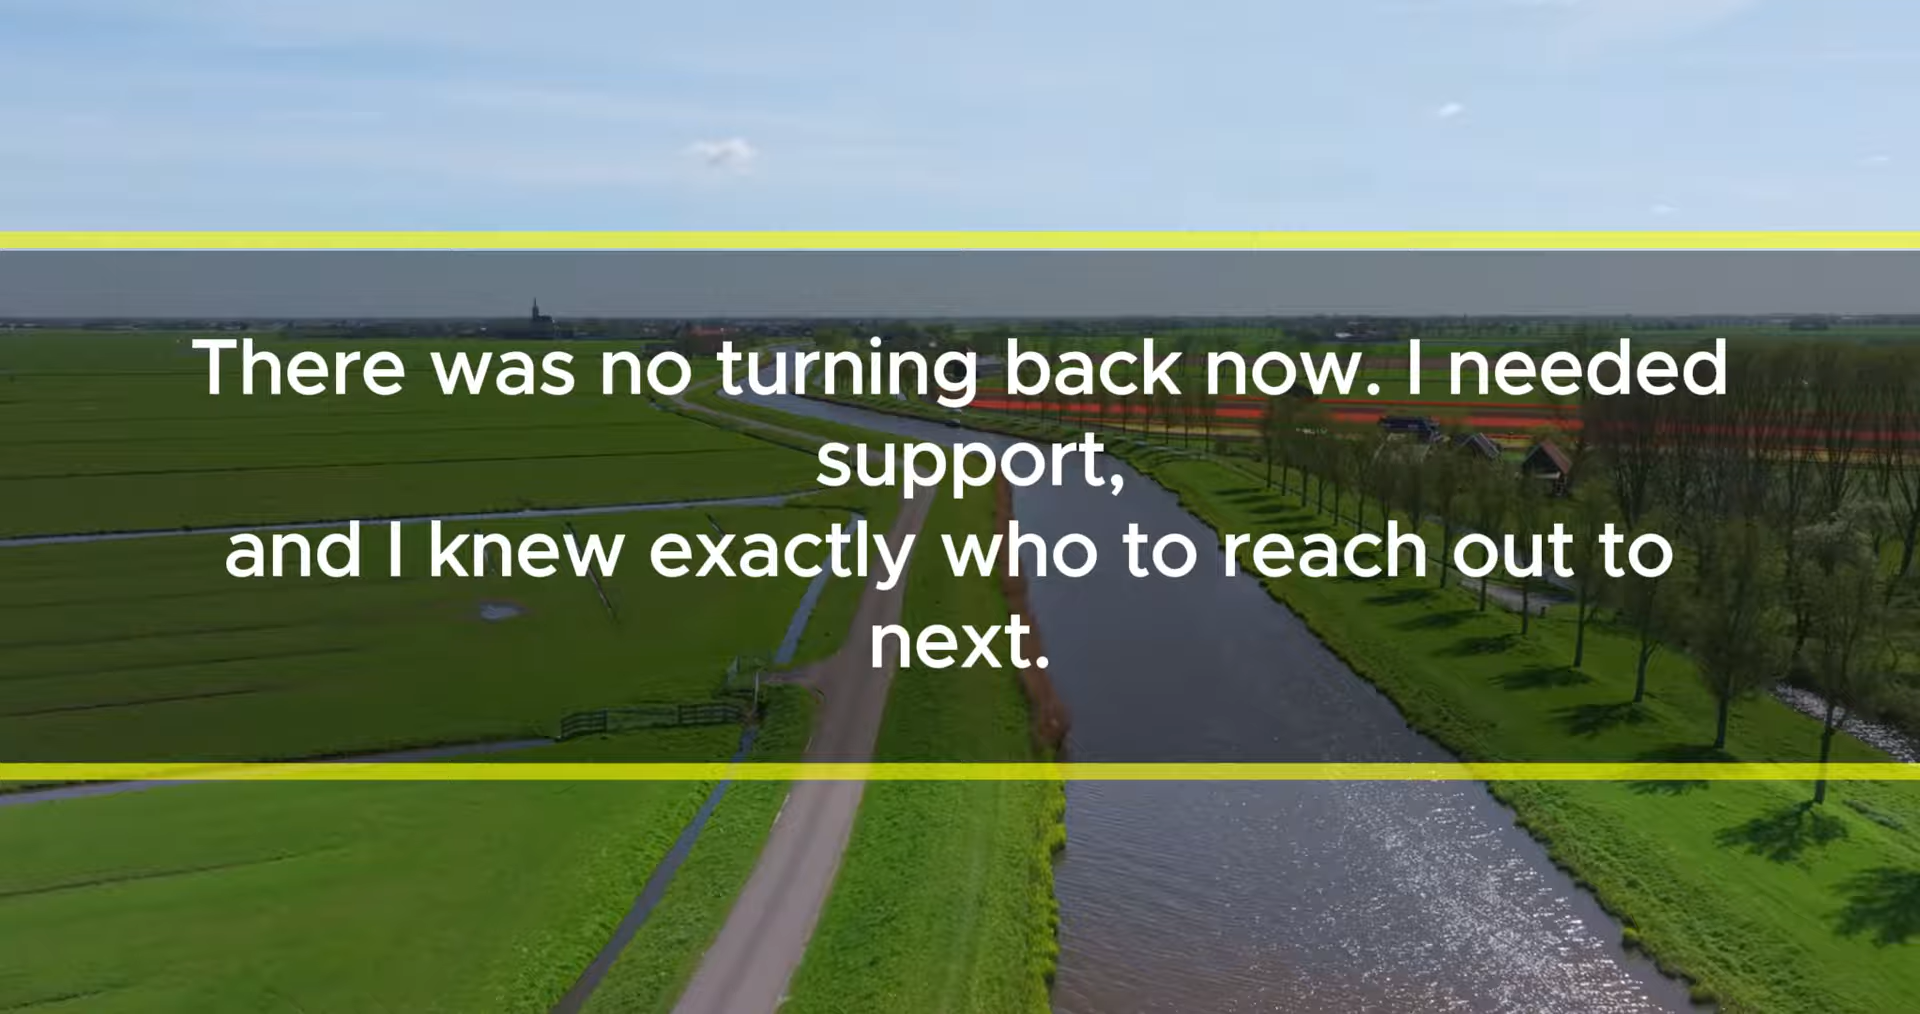 There was no turning back now. I needed
support,
and I knew exactly who to reach out to
next.